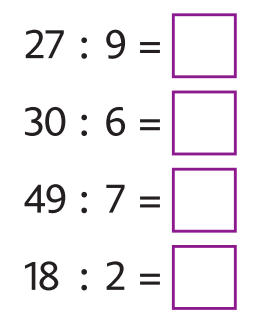 27 : 9 =
30 : 6 =
49 : 7 =
18 : 2 =